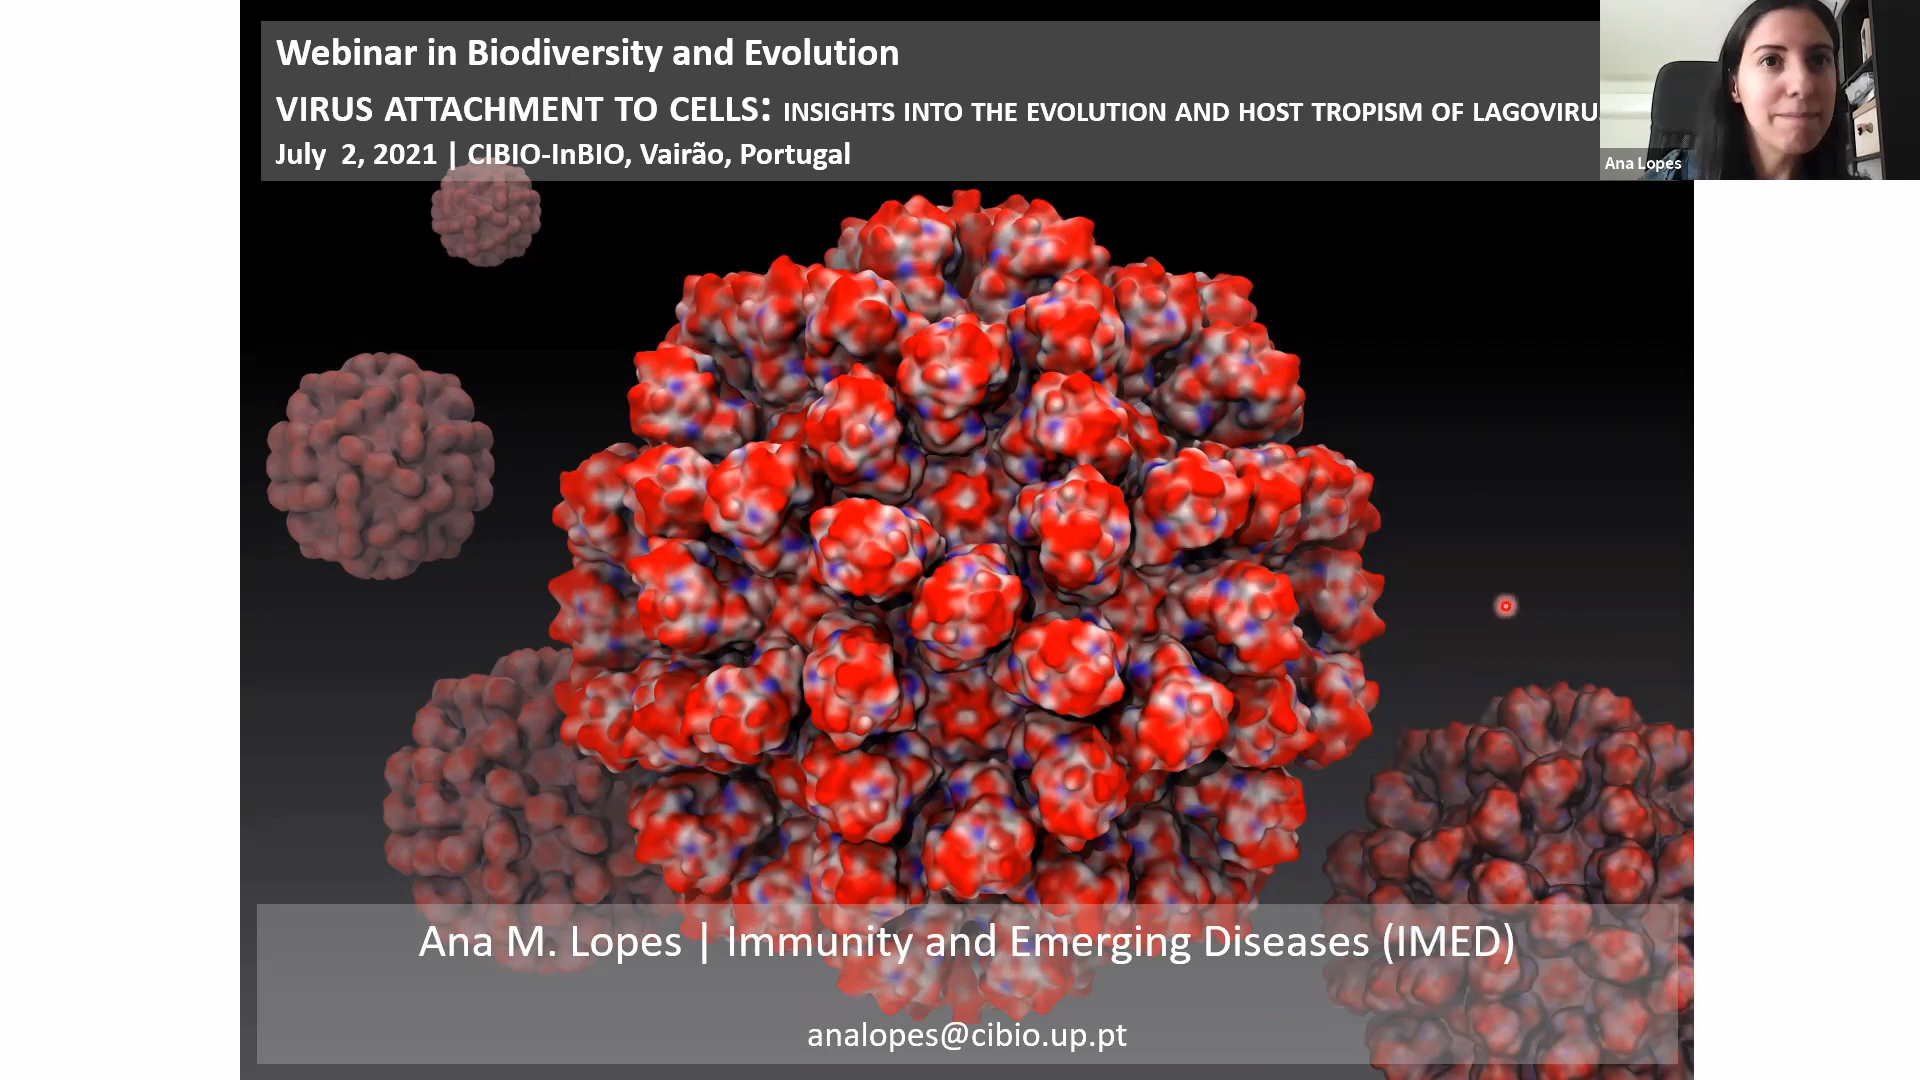 Webinar in Biodiversity and Evolution
VIRUS ATTACHMENT TO CELLS: INSIGHTS INTO THE EVOLUTION AND HOST TROPISM OF LAGOVIRU
July 2, 2021 | CIBIO-InBIO, Vairão, Portugal
Ana Lopes
Ana M. Lopes | Immunity and Emerging Diseases (IMED)
analopes@cibio.up.pt